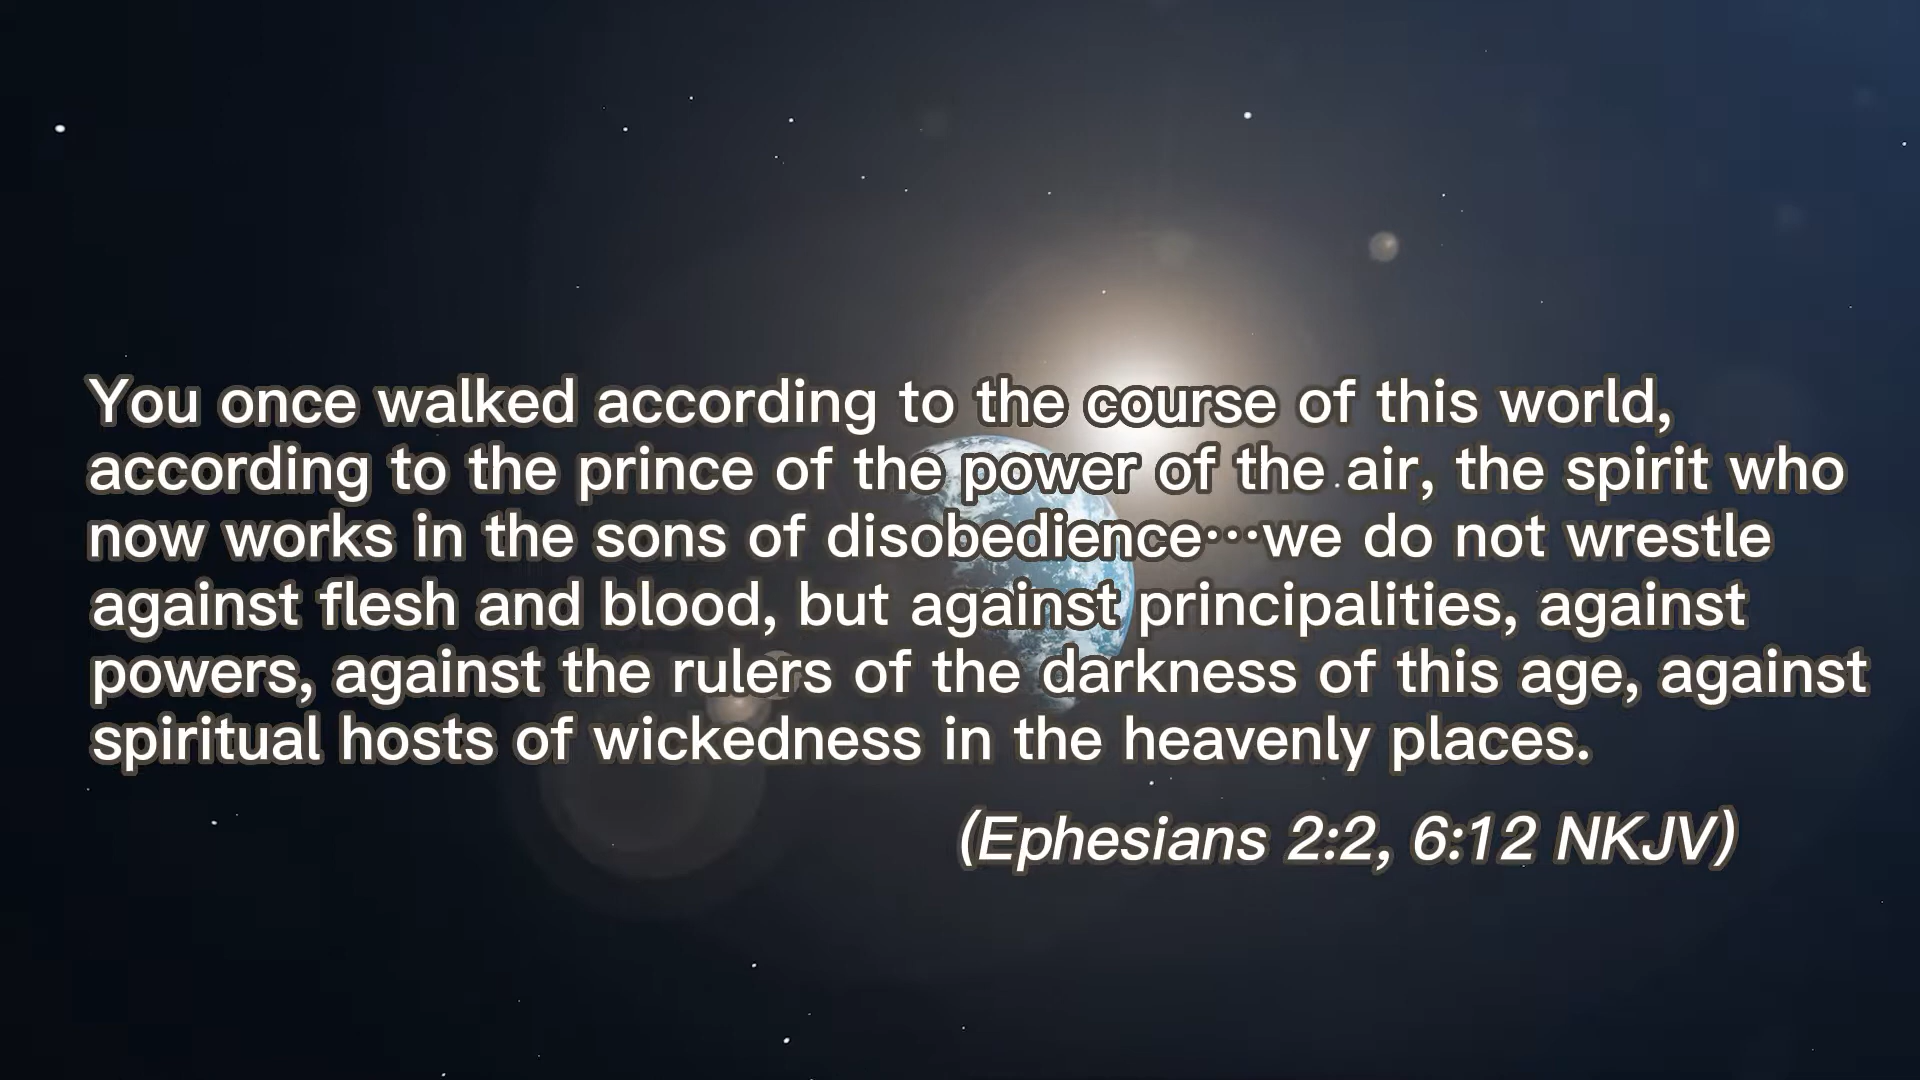 You once walked according to the course of this world,
according to the prince of the power of the air, the spirit who
now works in the sons of disobedience···we do not wrestle
against flesh and blood, but against principalities, against
powers, against the rulers of the darkness of this age, against
spiritual hosts of wickedness in the heavenly places.
(Ephesians 2:2, 6:12 NKJV)